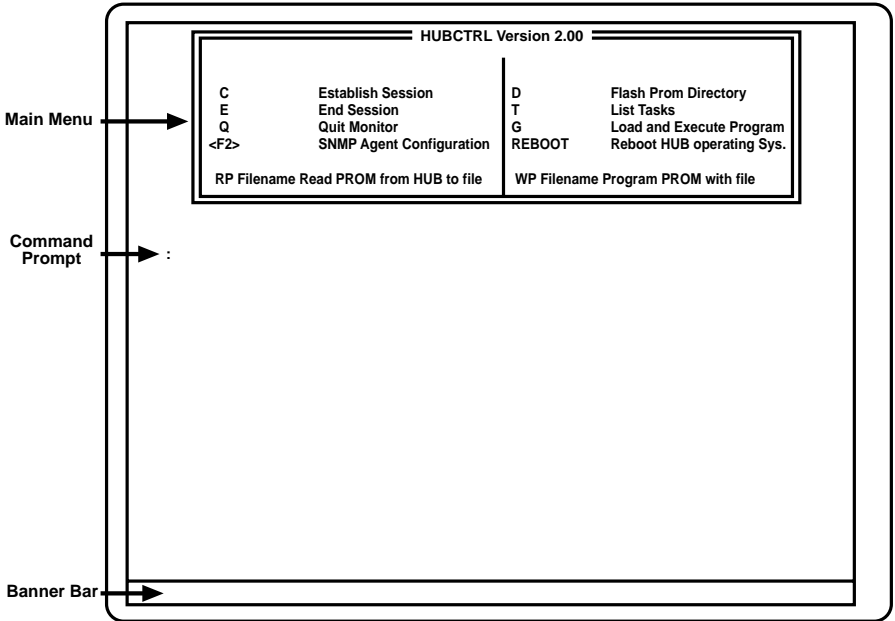 HUBCTRL Version 2.00
C Establish Session D Flash Prom Directory
E End Session T List Tasks
Q Quit Monitor G Load and Execute Program
<F2> SNMP Agent Configuration REBOOT Reboot HUB operating Sys.
RP Filename Read PROM from HUB to file WP Filename Program PROM with file
Main Menu
Command
Prompt
:
Banner Bar